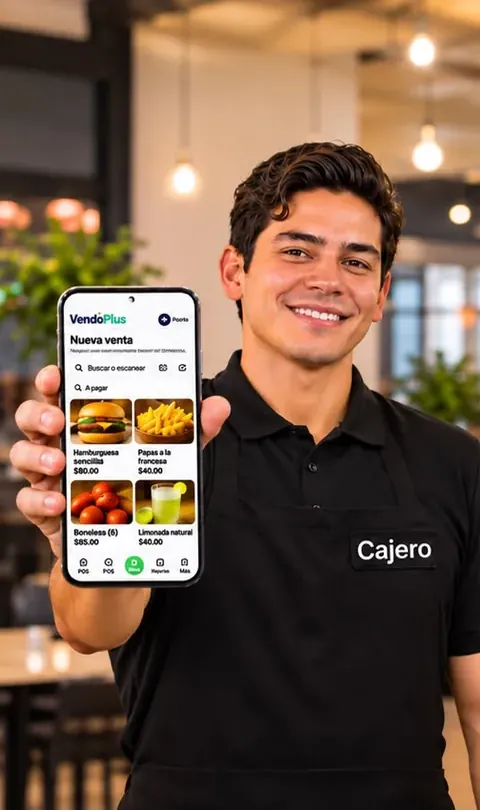 VendoPlus
Nueva venta
Buscar o escanear
A pagar
Hamburguesa
sencilla
$80.00
Papas a la
francesa
$40.00
Boneless (6)
$85.00
Limonada natural
$40.00
POS
POS
Más
Cajero